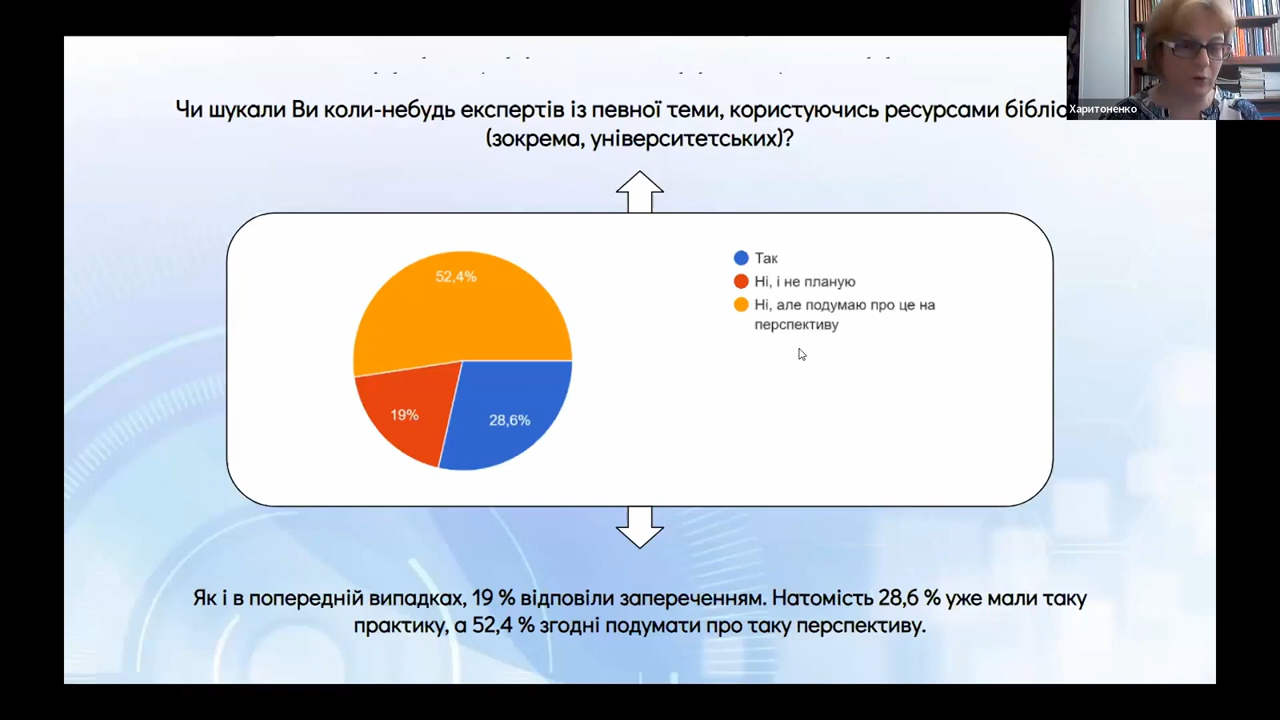 Чи шукали Ви коли-небудь експертів із певної теми, користуючись ресурсами
(зокрема, університетських)?
Харитоненко
52,4%
19%
28,6%
Так
Ні, і не планую
Ні, але подумаю про це на
перспективу
Як і в попередній випадках, 19 % відповіли запереченням. Натомість 28,6 % уже мали таку
практику, а 52,4 % згодні подумати про таку перспективу.